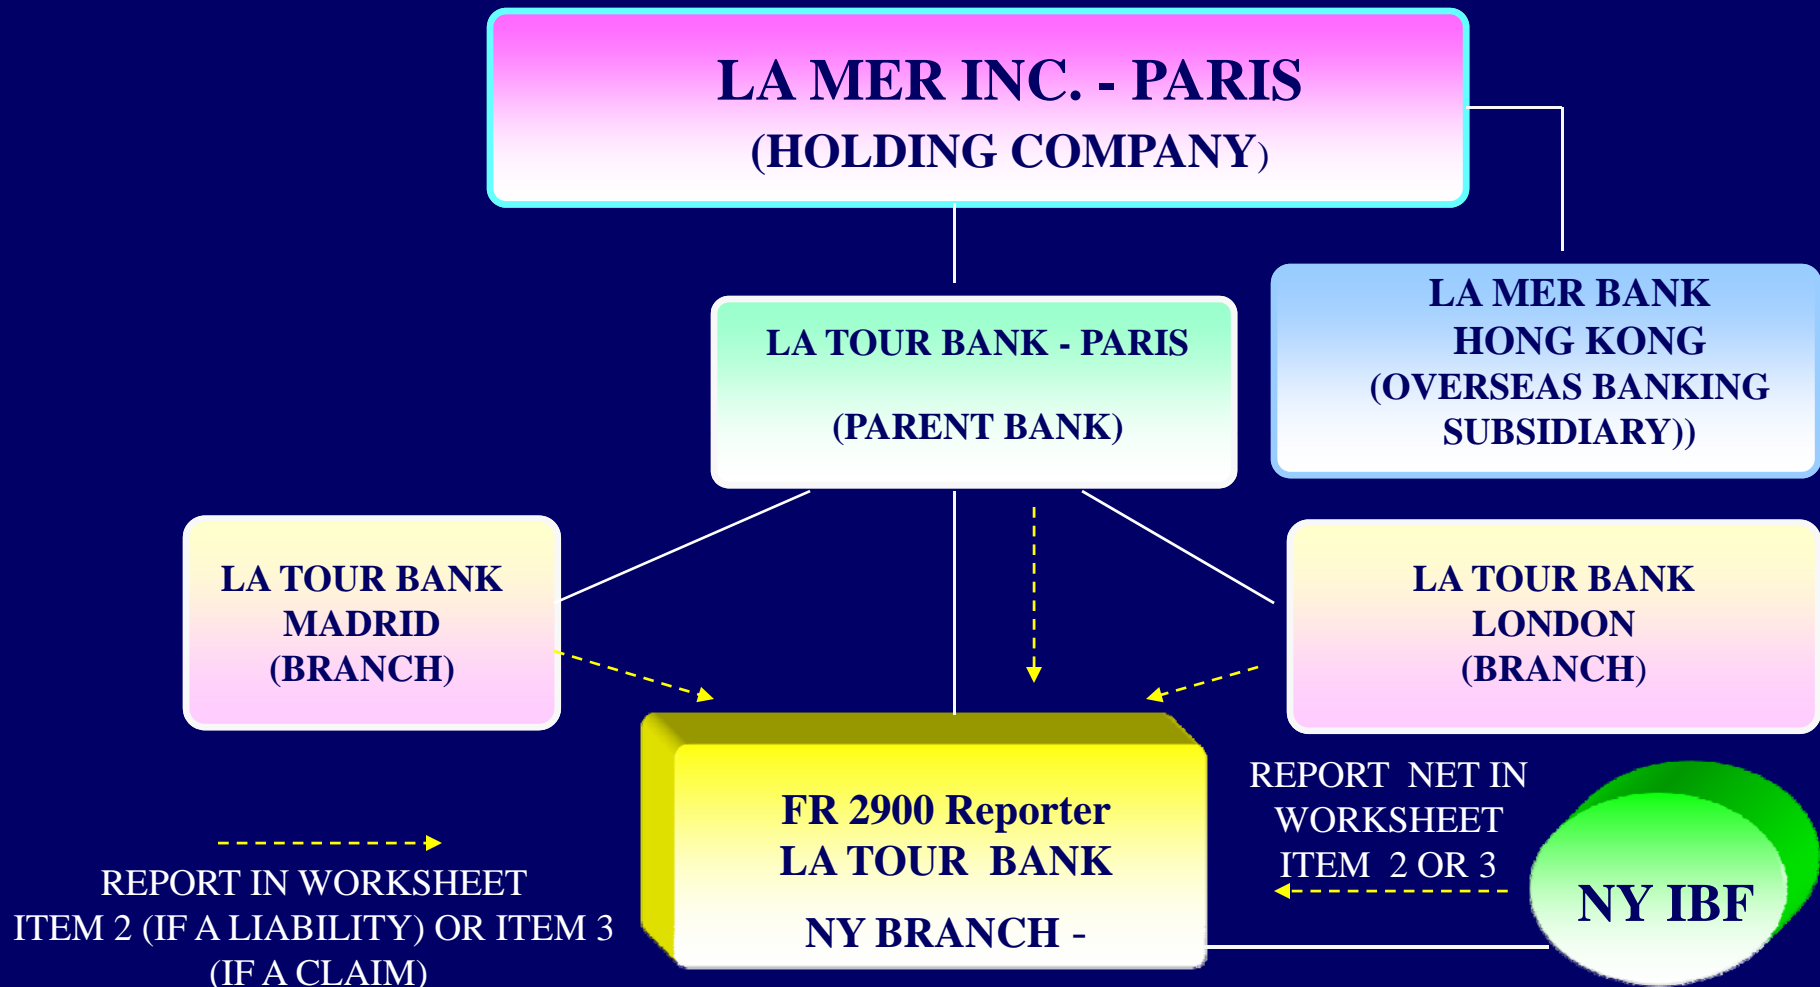 LA MER INC. - PARIS
(HOLDING COMPANY)
LA MER BANK
HONG KONG
(OVERSEAS BANKING
SUBSIDIARY))
LA TOUR BANK - PARIS
(PARENT BANK)
LA TOUR BANK
MADRID
(BRANCH)
LA TOUR BANK
LONDON
(BRANCH)
FR 2900 Reporter
LA TOUR BANK
NY BRANCH -
REPORT NET IN
WORKSHEET
ITEM 2 OR 3
NY IBF
REPORT IN WORKSHEET
ITEM 2 (IF A LIABILITY) OR ITEM 3
(IF A CLAIM)